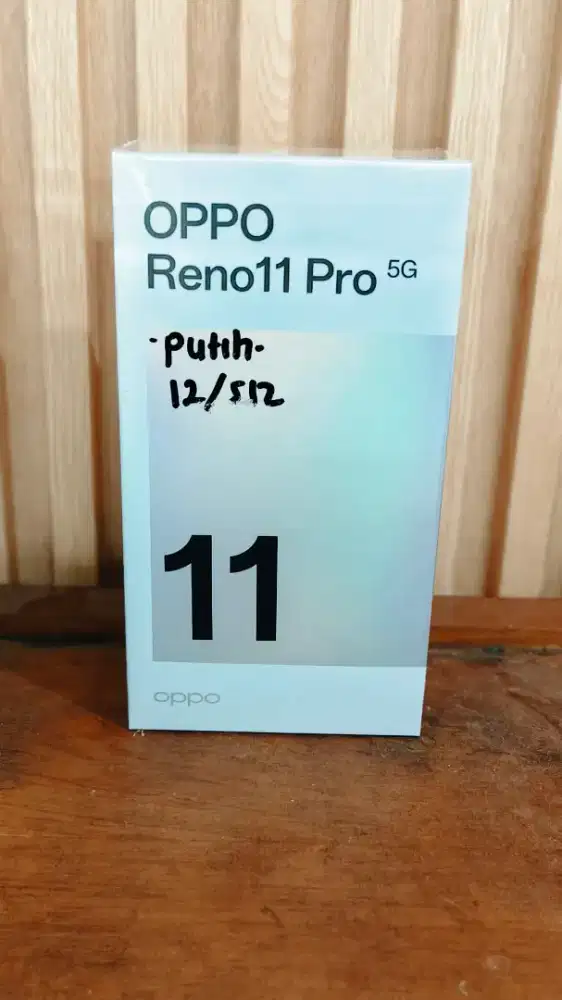 OPPO
Reno11 Pro 5G
-Putih-
12/512
11
oppo